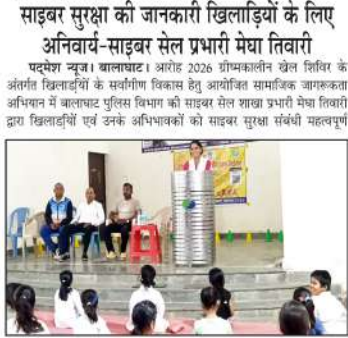 साइबर सुरक्षा की जानकारी खिलाड़ियों के लिए
अनिवार्य-साइबर सेल प्रभारी मेघा तिवारी
पद्मेश न्यूज। बालाघाट। आरोह 2026 ग्रीष्मकालीन खेल शिविर के
अंतर्गत खिलाड़ियों के सर्वांगीण विकास हेतु आयोजित सामाजिक जागरूकता
अभियान में बालाघाट पुलिस विभाग की साइबर सेल शाखा प्रभारी मेघा तिवारी
द्वारा खिलाड़ियों एवं उनके अभिभावकों को साइबर सुरक्षा संबंधी महत्वपूर्ण